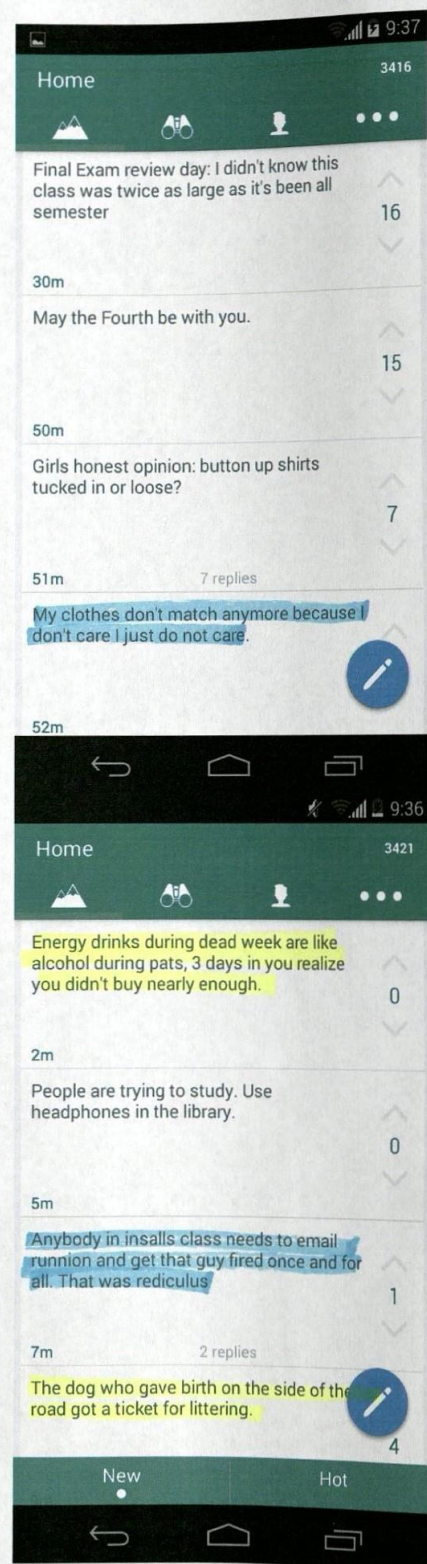 9:37
Home
3416
Final Exam review day: I didn't know this
class was twice as large as it's been all
semester
16
30m
May the Fourth be with you.
15
50m
Girls honest opinion: button up shirts
tucked in or loose?
7
51m
7 replies
My clothes don't match anymore because I
don't care I just do not care.
52m
9:36
Home
3421
Energy drinks during dead week are like
alcohol during pats, 3 days in you realize
you didn't buy nearly enough.
0
2m
People are trying to study. Use
headphones in the library.
0
5m
Anybody in insalls class needs to email
runnion and get that guy fired once and for
all. That was rediculus
1
7m
2 replies
The dog who gave birth on the side of the
road got a ticket for littering.
4
New
Hot